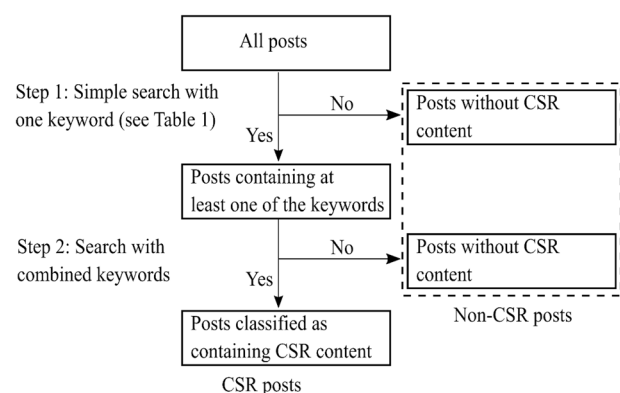 All posts
Step 1: Simple search with
one keyword (see Table 1)
No
Posts without CSR
content
Yes
Posts containing at
least one of the keywords
Step 2: Search with
combined keywords
No
Posts without CSR
content
Yes
Non-CSR posts
Posts classified as
containing CSR content
CSR posts